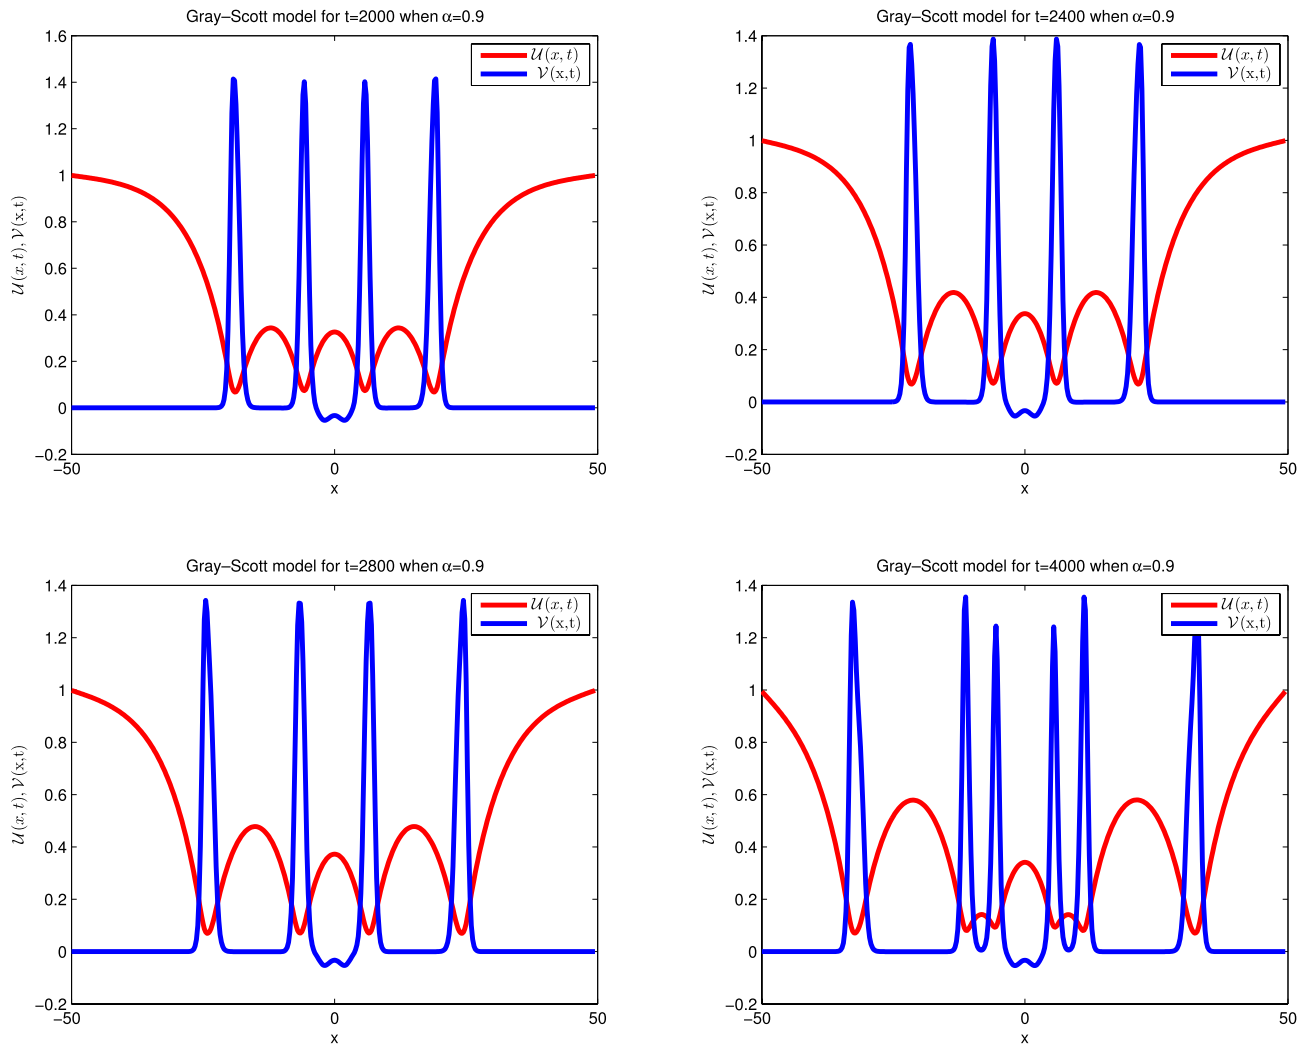 Gray–Scott model for t=2000 when α=0.9
1.6
1.4
1.2
1
0.8
0.6
0.4
0.2
0
−0.2
−50
0
50
x
𝒰(x, t), 𝒱(x,t)
𝒰(x, t)
𝒱(x,t)
Gray–Scott model for t=2400 when α=0.9
1.4
1.2
1
0.8
0.6
0.4
0.2
0
−0.2
−50
0
50
x
𝒰(x, t), 𝒱(x,t)
𝒰(x, t)
𝒱(x,t)
Gray–Scott model for t=2800 when α=0.9
1.4
1.2
1
0.8
0.6
0.4
0.2
0
−0.2
−50
0
50
x
𝒰(x, t), 𝒱(x,t)
𝒰(x, t)
𝒱(x,t)
Gray–Scott model for t=4000 when α=0.9
1.4
1.2
1
0.8
0.6
0.4
0.2
0
−0.2
−50
0
50
x
𝒰(x, t), 𝒱(x,t)
𝒰(x, t)
𝒱(x,t)